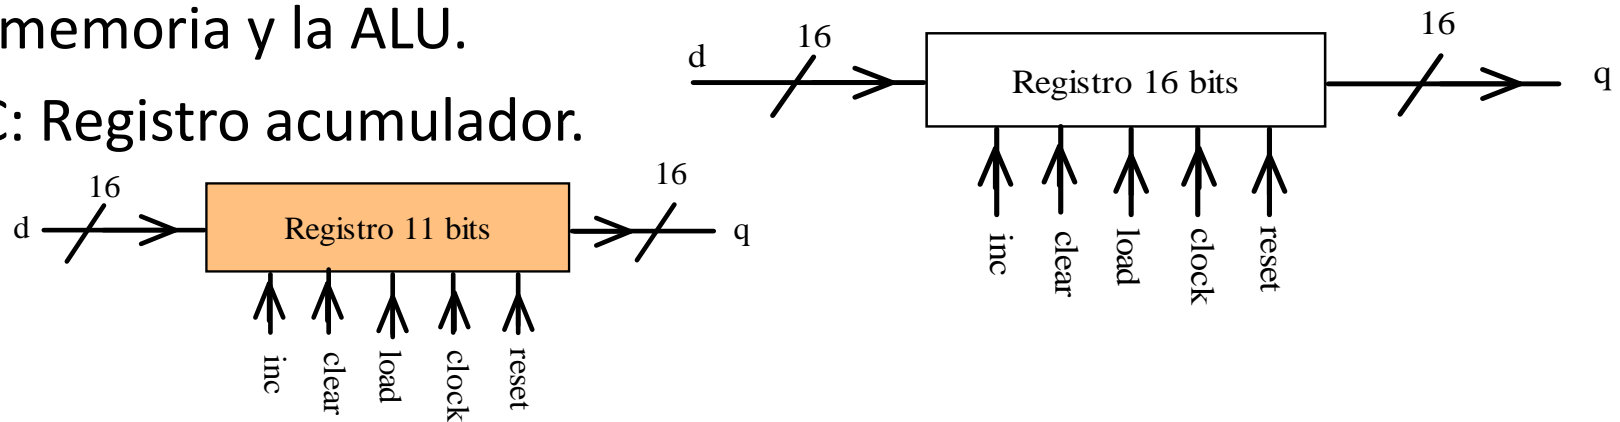 memoria y la ALU.
: Registro acumulador.
d
16
Registro 16 bits
16
q
inc
clear
load
clock
reset
d
16
Registro 11 bits
16
q
inc
clear
load
clock
reset